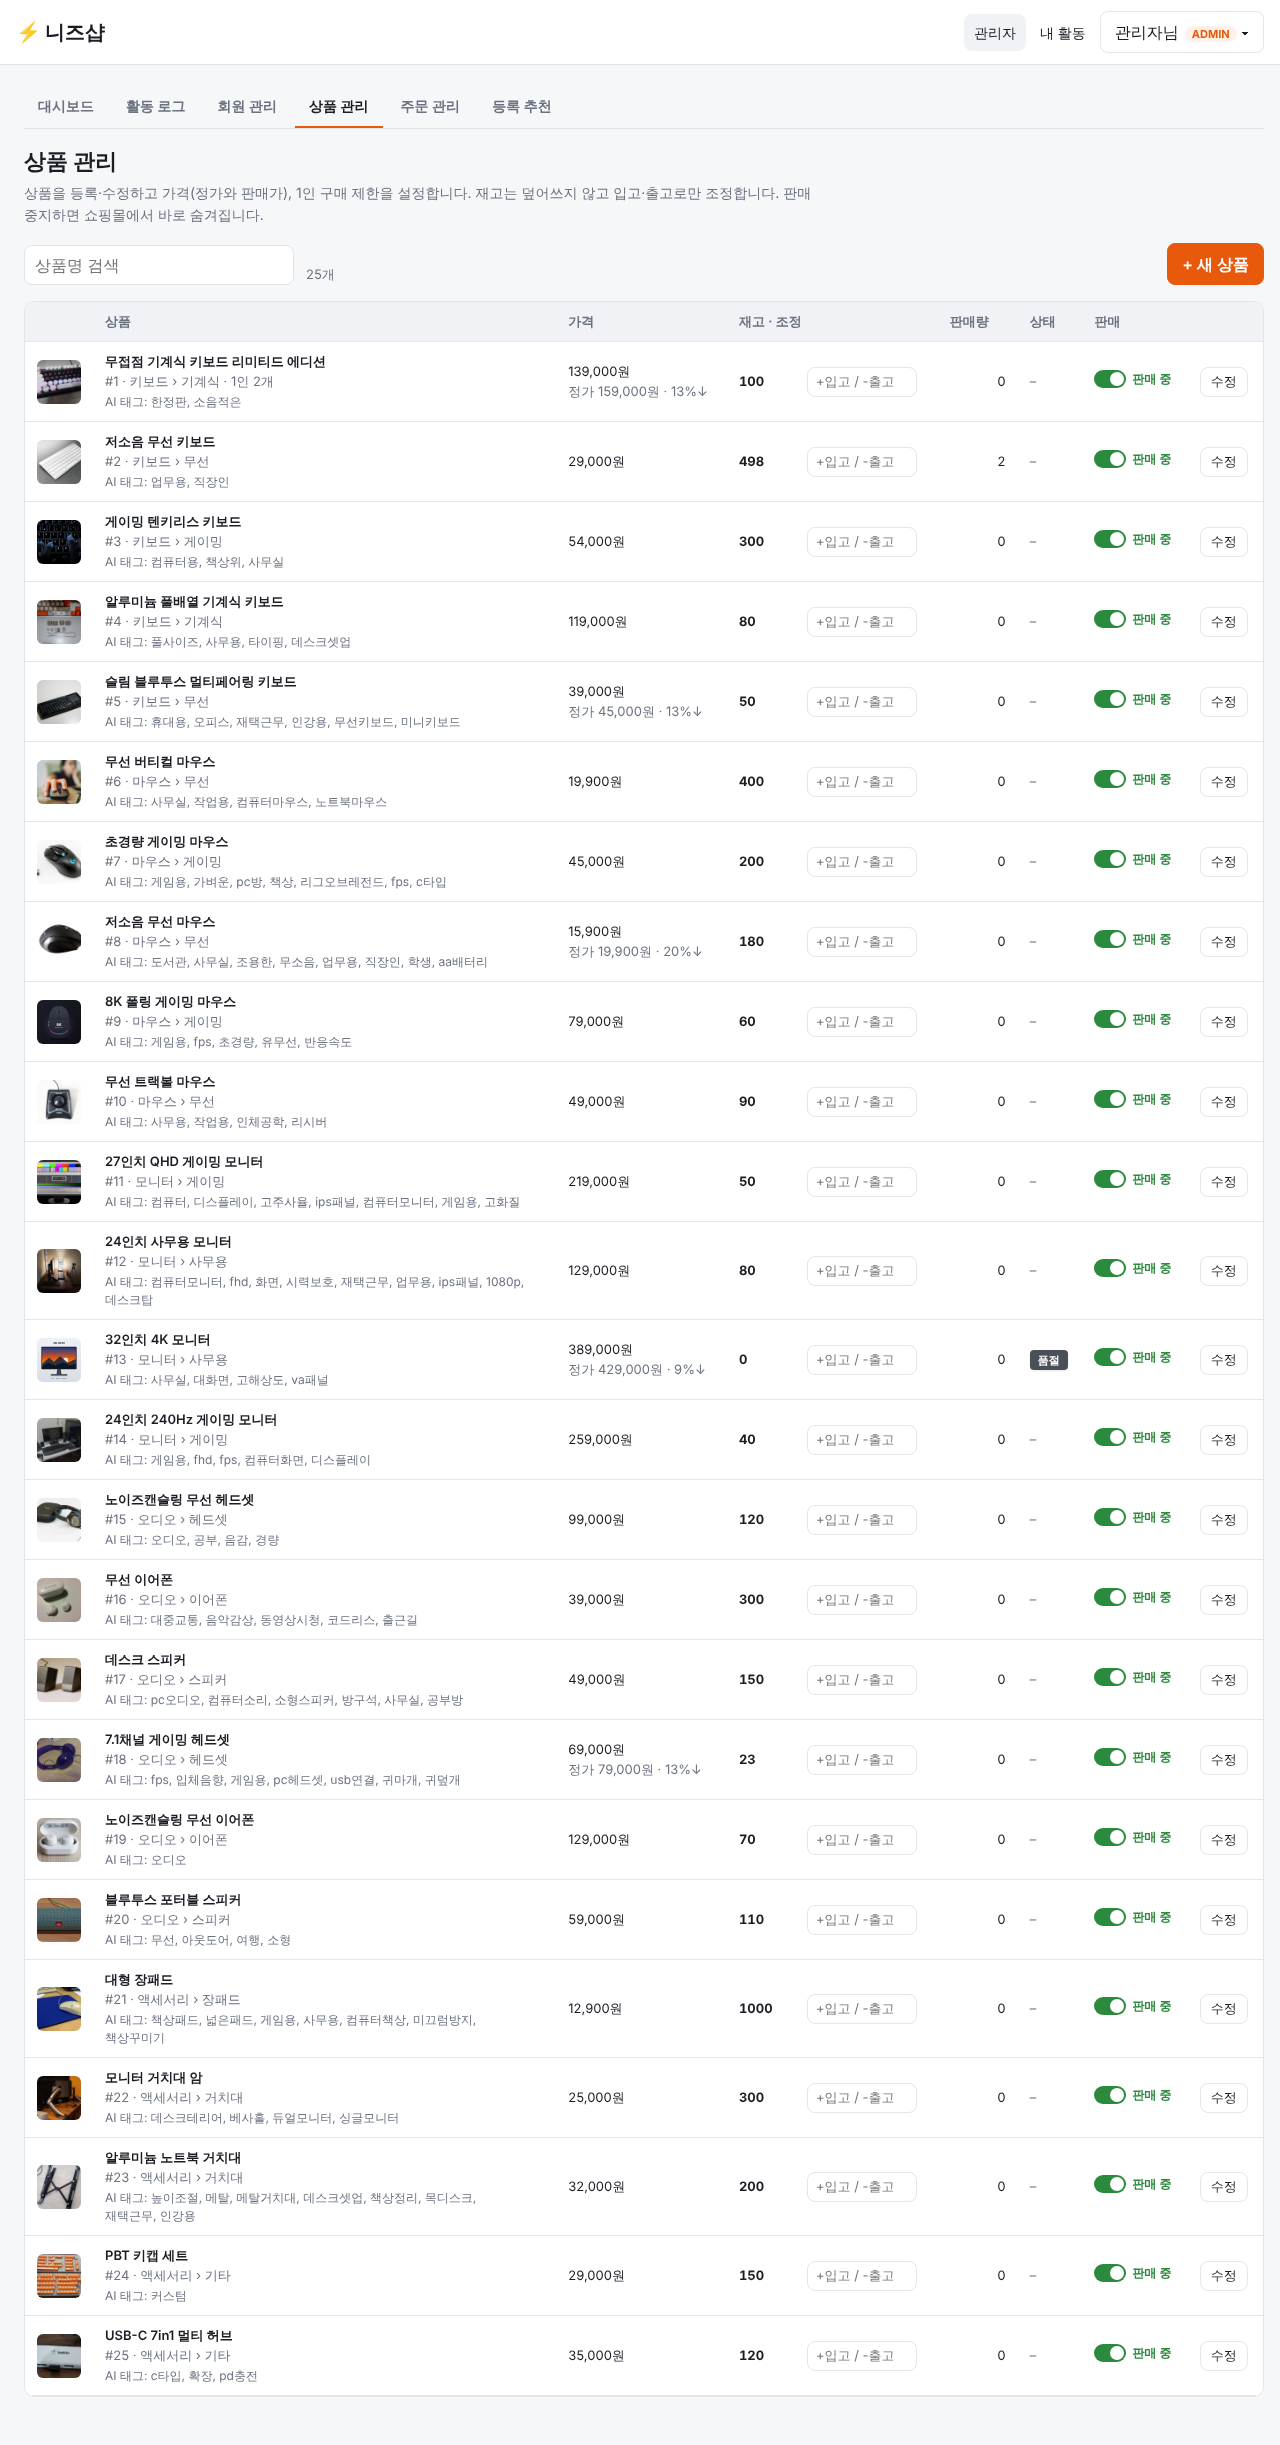 ⚡ 니즈샵
관리자 내 활동 관리자님 ADMIN
대시보드 활동 로그 회원 관리 상품 관리 주문 관리 등록 추천
상품 관리
상품을 등록·수정하고 가격(정가와 판매가), 1인 구매 제한을 설정합니다. 재고는 덮어쓰지 않고 입고·출고로만 조정합니다. 판매
중지하면 쇼핑몰에서 바로 숨겨집니다.
상품명 검색 25개 + 새 상품
상품 가격 재고 · 조정 판매량 상태 판매
무접점 기계식 키보드 리미티드 에디션
#1 · 키보드 › 기계식 · 1인 2개
AI 태그: 한정판, 소음적은
139,000원
정가 159,000원 · 13%↓
100 +입고 / -출고 0 – 판매 중 수정
저소음 무선 키보드
#2 · 키보드 › 무선
AI 태그: 업무용, 직장인
29,000원 498 +입고 / -출고 2 – 판매 중 수정
게이밍 텐키리스 키보드
#3 · 키보드 › 게이밍
AI 태그: 컴퓨터용, 책상위, 사무실
54,000원 300 +입고 / -출고 0 – 판매 중 수정
알루미늄 풀배열 기계식 키보드
#4 · 키보드 › 기계식
AI 태그: 풀사이즈, 사무용, 타이핑, 데스크셋업
119,000원 80 +입고 / -출고 0 – 판매 중 수정
슬림 블루투스 멀티페어링 키보드
#5 · 키보드 › 무선
AI 태그: 휴대용, 오피스, 재택근무, 인강용, 무선키보드, 미니키보드
39,000원
정가 45,000원 · 13%↓
50 +입고 / -출고 0 – 판매 중 수정
무선 버티컬 마우스
#6 · 마우스 › 무선
AI 태그: 사무실, 작업용, 컴퓨터마우스, 노트북마우스
19,900원 400 +입고 / -출고 0 – 판매 중 수정
초경량 게이밍 마우스
#7 · 마우스 › 게이밍
AI 태그: 게임용, 가벼운, pc방, 책상, 리그오브레전드, fps, c타입
45,000원 200 +입고 / -출고 0 – 판매 중 수정
저소음 무선 마우스
#8 · 마우스 › 무선
AI 태그: 도서관, 사무실, 조용한, 무소음, 업무용, 직장인, 학생, aa배터리
15,900원
정가 19,900원 · 20%↓
180 +입고 / -출고 0 – 판매 중 수정
8K 폴링 게이밍 마우스
#9 · 마우스 › 게이밍
AI 태그: 게임용, fps, 초경량, 유무선, 반응속도
79,000원 60 +입고 / -출고 0 – 판매 중 수정
무선 트랙볼 마우스
#10 · 마우스 › 무선
AI 태그: 사무용, 작업용, 인체공학, 리시버
49,000원 90 +입고 / -출고 0 – 판매 중 수정
27인치 QHD 게이밍 모니터
#11 · 모니터 › 게이밍
AI 태그: 컴퓨터, 디스플레이, 고주사율, ips패널, 컴퓨터모니터, 게임용, 고화질
219,000원 50 +입고 / -출고 0 – 판매 중 수정
24인치 사무용 모니터
#12 · 모니터 › 사무용
AI 태그: 컴퓨터모니터, fhd, 화면, 시력보호, 재택근무, 업무용, ips패널, 1080p,
데스크탑
129,000원 80 +입고 / -출고 0 – 판매 중 수정
32인치 4K 모니터
#13 · 모니터 › 사무용
AI 태그: 사무실, 대화면, 고해상도, va패널
389,000원
정가 429,000원 · 9%↓
0 +입고 / -출고 0 품절 판매 중 수정
24인치 240Hz 게이밍 모니터
#14 · 모니터 › 게이밍
AI 태그: 게임용, fhd, fps, 컴퓨터화면, 디스플레이
259,000원 40 +입고 / -출고 0 – 판매 중 수정
노이즈캔슬링 무선 헤드셋
#15 · 오디오 › 헤드셋
AI 태그: 오디오, 공부, 음감, 경량
99,000원 120 +입고 / -출고 0 – 판매 중 수정
무선 이어폰
#16 · 오디오 › 이어폰
AI 태그: 대중교통, 음악감상, 동영상시청, 코드리스, 출근길
39,000원 300 +입고 / -출고 0 – 판매 중 수정
데스크 스피커
#17 · 오디오 › 스피커
AI 태그: pc오디오, 컴퓨터소리, 소형스피커, 방구석, 사무실, 공부방
49,000원 150 +입고 / -출고 0 – 판매 중 수정
7.1채널 게이밍 헤드셋
#18 · 오디오 › 헤드셋
AI 태그: fps, 입체음향, 게임용, pc헤드셋, usb연결, 귀마개, 귀덮개
69,000원
정가 79,000원 · 13%↓
23 +입고 / -출고 0 – 판매 중 수정
노이즈캔슬링 무선 이어폰
#19 · 오디오 › 이어폰
AI 태그: 오디오
129,000원 70 +입고 / -출고 0 – 판매 중 수정
블루투스 포터블 스피커
#20 · 오디오 › 스피커
AI 태그: 무선, 아웃도어, 여행, 소형
59,000원 110 +입고 / -출고 0 – 판매 중 수정
대형 장패드
#21 · 액세서리 › 장패드
AI 태그: 책상패드, 넓은패드, 게임용, 사무용, 컴퓨터책상, 미끄럼방지,
책상꾸미기
12,900원 1000 +입고 / -출고 0 – 판매 중 수정
모니터 거치대 암
#22 · 액세서리 › 거치대
AI 태그: 데스크테리어, 베사홀, 듀얼모니터, 싱글모니터
25,000원 300 +입고 / -출고 0 – 판매 중 수정
알루미늄 노트북 거치대
#23 · 액세서리 › 거치대
AI 태그: 높이조절, 메탈, 메탈거치대, 데스크셋업, 책상정리, 목디스크,
재택근무, 인강용
32,000원 200 +입고 / -출고 0 – 판매 중 수정
PBT 키캡 세트
#24 · 액세서리 › 기타
AI 태그: 커스텀
29,000원 150 +입고 / -출고 0 – 판매 중 수정
USB-C 7in1 멀티 허브
#25 · 액세서리 › 기타
AI 태그: c타입, 확장, pd충전
35,000원 120 +입고 / -출고 0 – 판매 중 수정